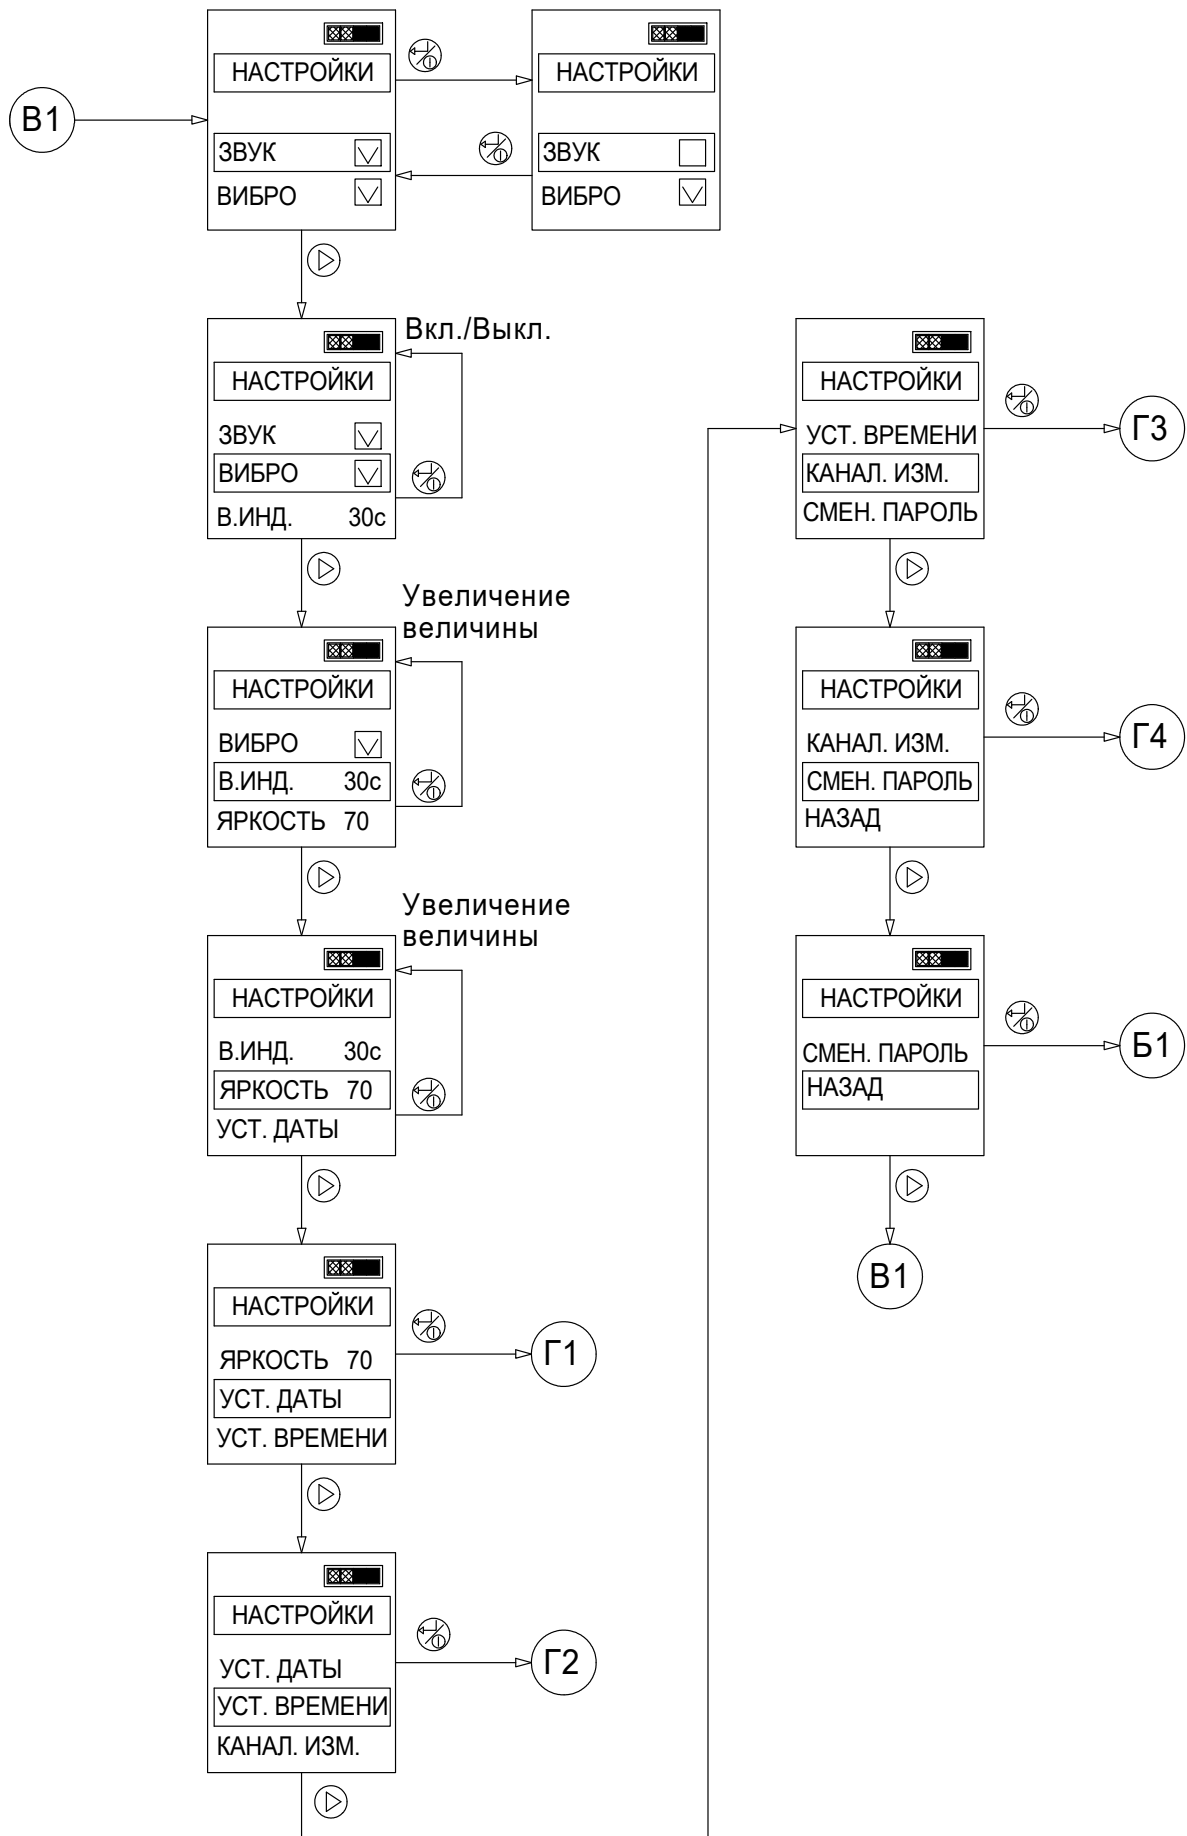 В1
НАСТРОЙКИ
ЗВУК
ВИБРО
НАСТРОЙКИ
ЗВУК
ВИБРО
Вкл./Выкл.
НАСТРОЙКИ
ЗВУК
ВИБРО
В.ИНД. 30с
Увеличение
величины
НАСТРОЙКИ
ВИБРО
В.ИНД. 30с
ЯРКОСТЬ 70
Увеличение
величины
НАСТРОЙКИ
В.ИНД. 30с
ЯРКОСТЬ 70
УСТ. ДАТЫ
НАСТРОЙКИ
ЯРКОСТЬ 70
УСТ. ДАТЫ
УСТ. ВРЕМЕНИ
Г1
НАСТРОЙКИ
УСТ. ДАТЫ
УСТ. ВРЕМЕНИ
КАНАЛ. ИЗМ.
Г2
НАСТРОЙКИ
УСТ. ВРЕМЕНИ
КАНАЛ. ИЗМ.
СМЕН. ПАРОЛЬ
Г3
НАСТРОЙКИ
КАНАЛ. ИЗМ.
СМЕН. ПАРОЛЬ
НАЗАД
Г4
НАСТРОЙКИ
СМЕН. ПАРОЛЬ
НАЗАД
Б1
В1